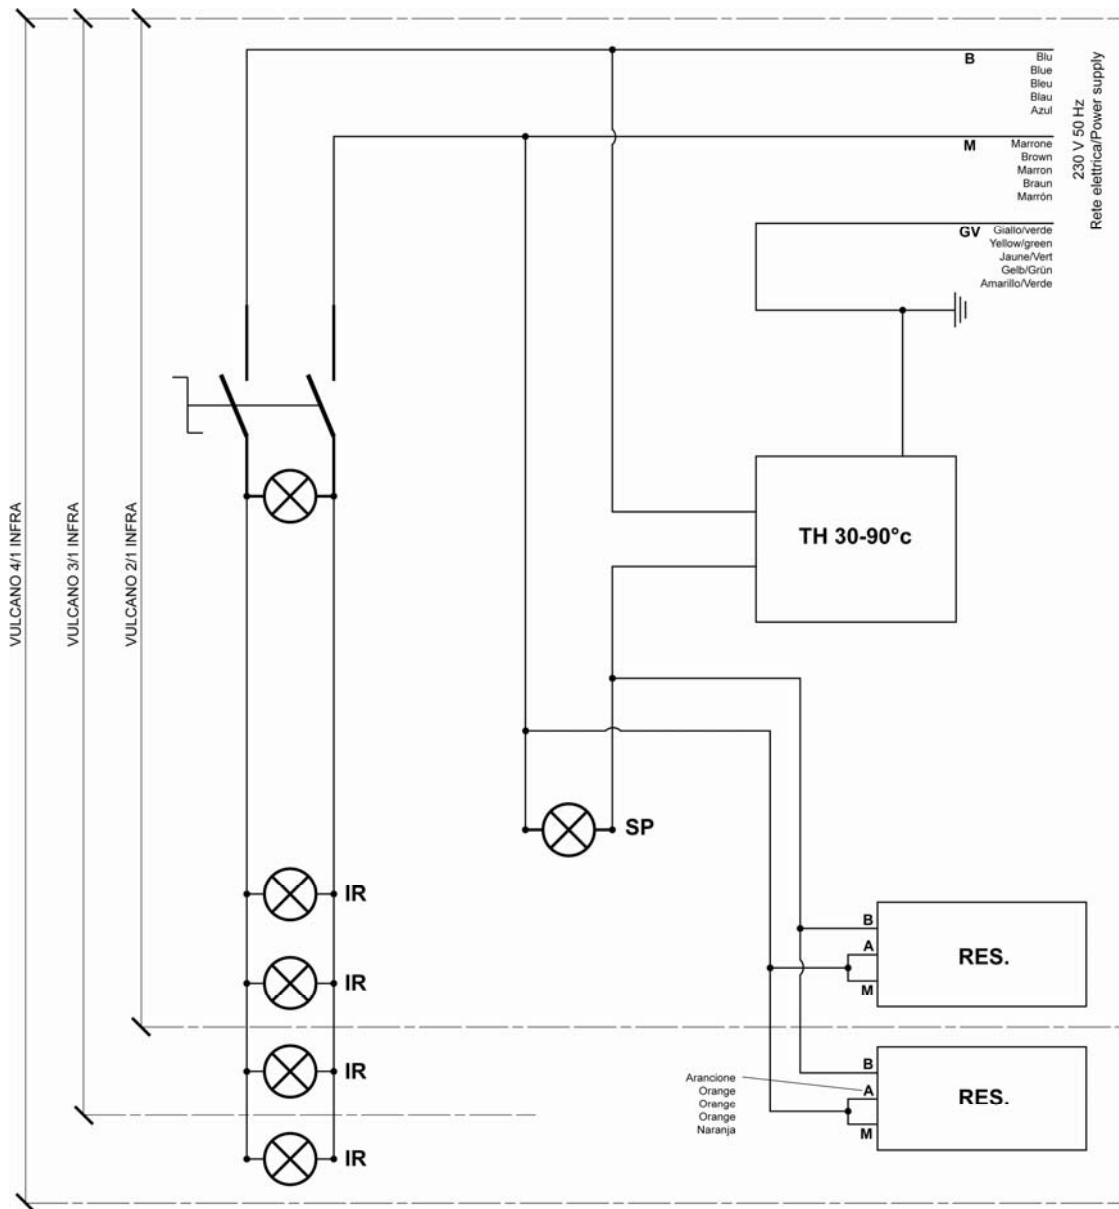 B
Blu
Blue
Bleu
Blau
Azul
M
Marrone
Brown
Marron
Braun
Marrón
230 V 50 Hz
Rete elettrica/Power supply
GV
Giallo/verde
Yellow/green
Jaune/Vert
Gelb/Grün
Amarillo/Verde
VULCANO 4/1 INFRA
VULCANO 3/1 INFRA
VULCANO 2/1 INFRA
TH 30-90°c
SP
IR
IR
IR
IR
B
A
M
RES.
B
A
M
RES.
Arancione
Orange
Orange
Orange
Naranja